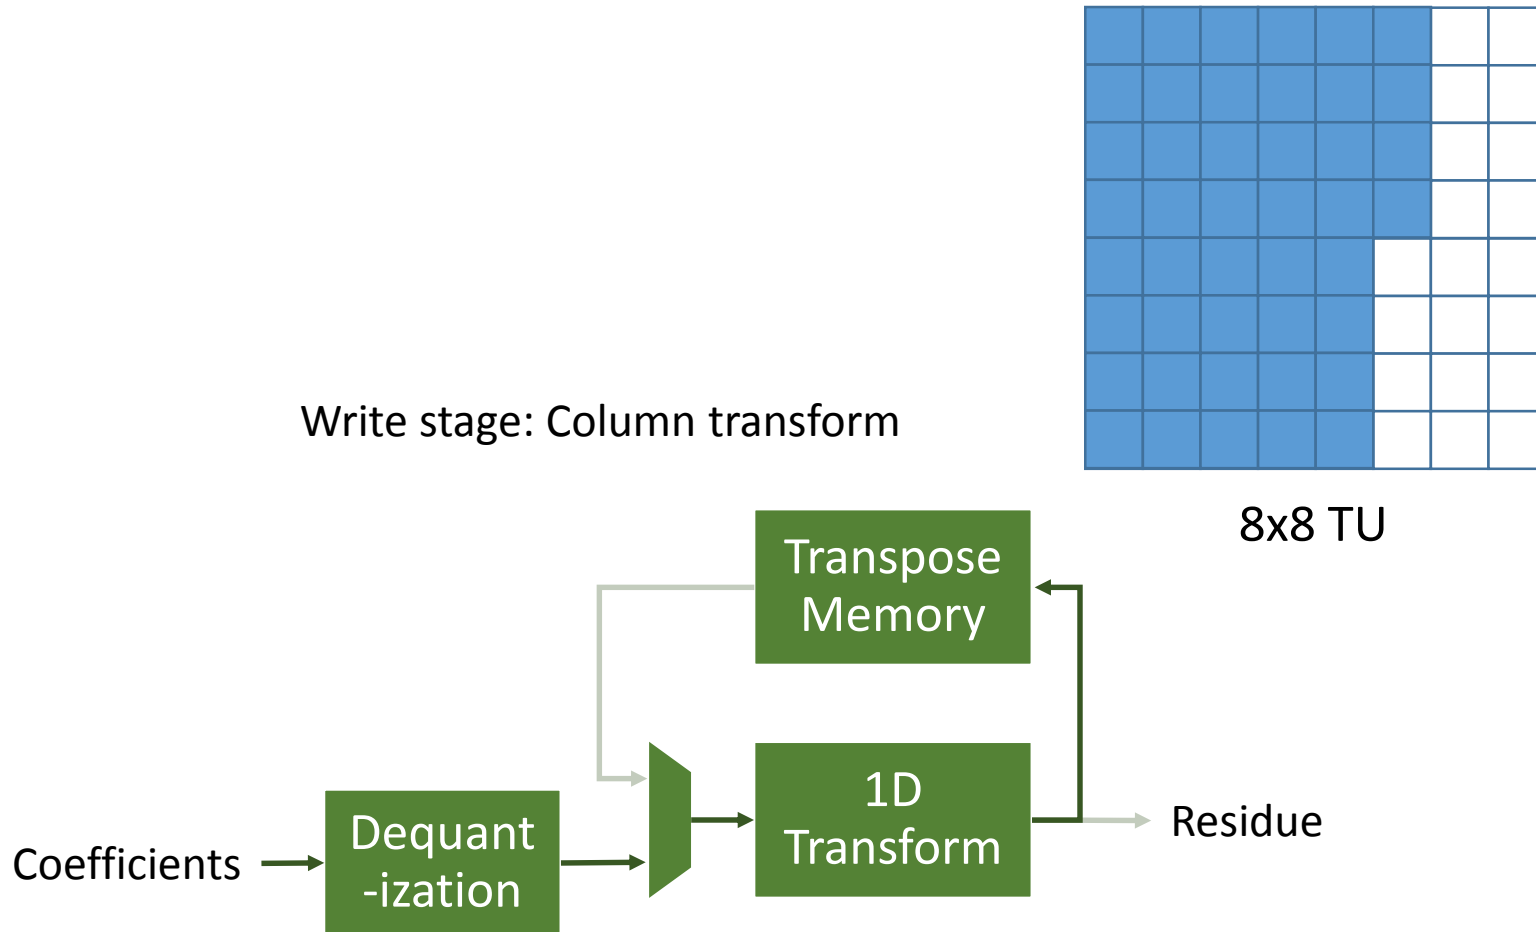 Write stage: Column transform
8x8 TU
Transpose
Memory
1D
Transform
Residue
Dequant
-ization
Coefficients